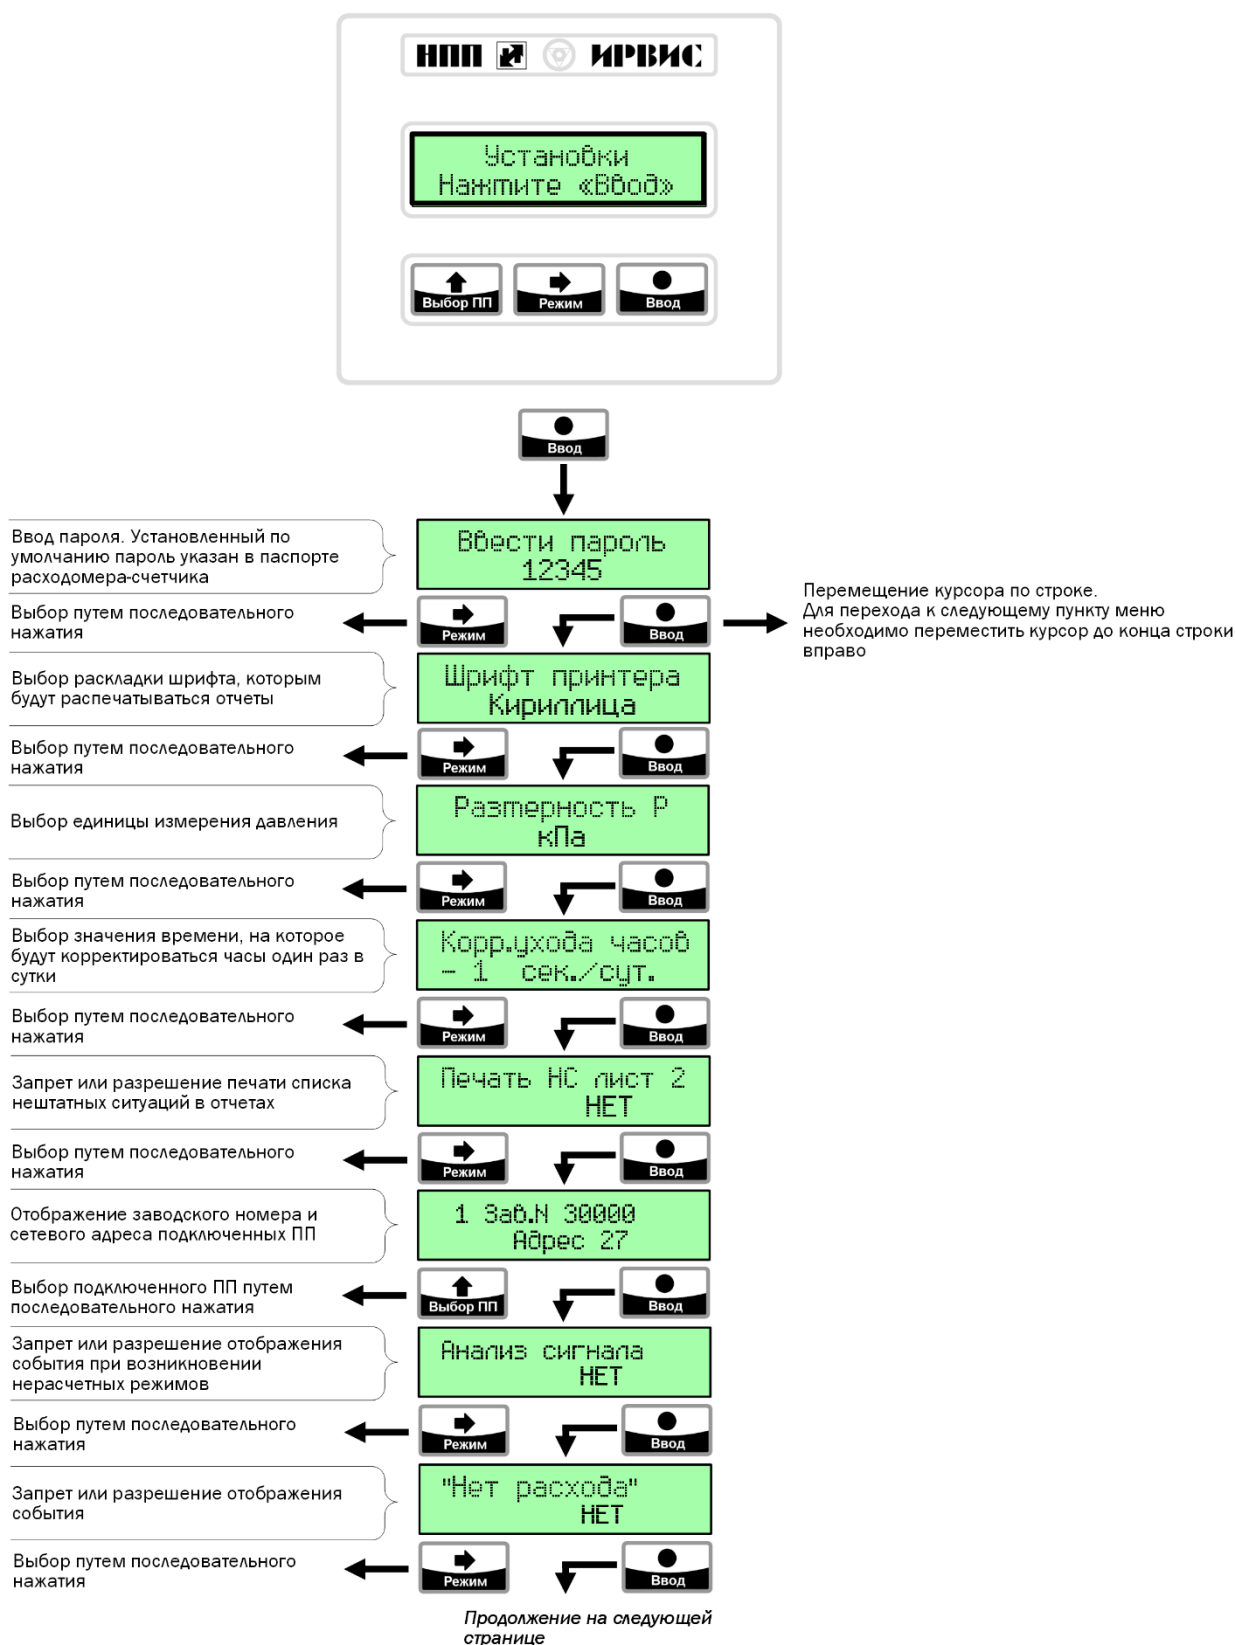 НПП ИРВИС
Установки
Нажмите «Ввод»
Выбор ПП
Режим
Ввод
Ввод
Ввод пароля. Установленный по
умолчанию пароль указан в паспорте
расходомера-счетчика
Ввести пароль
12345
Выбор путем последовательного
нажатия
Режим
Ввод
Перемещение курсора по строке.
Для перехода к следующему пункту меню
необходимо переместить курсор до конца строки
вправо
Выбор раскладки шрифта, которым
будут распечатываться отчеты
Шрифт принтера
Кириллица
Выбор путем последовательного
нажатия
Режим
Ввод
Выбор единицы измерения давления
Размерность Р
кПа
Выбор путем последовательного
нажатия
Режим
Ввод
Выбор значения времени, на которое
будут корректироваться часы один раз в
сутки
Корр.ухода часов
- 1 сек./сут.
Выбор путем последовательного
нажатия
Режим
Ввод
Запрет или разрешение печати списка
нештатных ситуаций в отчетах
Печать НС лист 2
НЕТ
Выбор путем последовательного
нажатия
Режим
Ввод
Отображение заводского номера и
сетевого адреса подключенных ПП
1 Зав.N 30000
Адрес 27
Выбор подключенного ПП путем
последовательного нажатия
Выбор ПП
Ввод
Запрет или разрешение отображения
события при возникновении
нерасчетных режимов
Анализ сигнала
НЕТ
Выбор путем последовательного
нажатия
Режим
Ввод
Запрет или разрешение отображения
события
"Нет расхода"
НЕТ
Выбор путем последовательного
нажатия
Режим
Ввод
Продолжение на следующей
странице